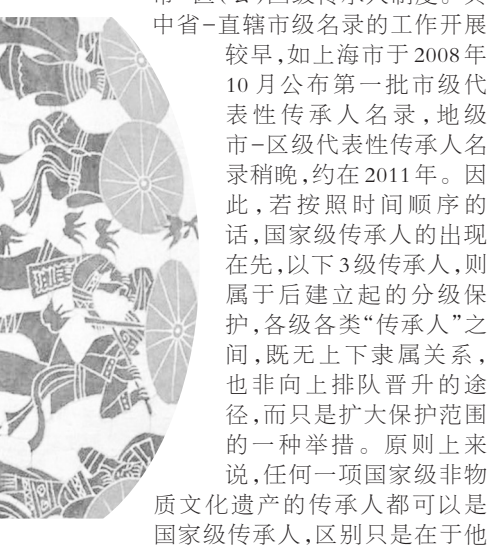 中省-直辖市级名录的工作开展
较早,如上海市于2008年
10月公布第一批市级代
表性传承人名录,地级
市-区级代表性传承人名
录稍晚,约在2011年。因
此,若按照时间顺序的
话,国家级传承人的出现
在先,以下3级传承人,则
属于后建立起的分级保
护,各级各类“传承人”之
间,既无上下隶属关系,
也非向上排队晋升的途
径,而只是扩大保护范围
的一种举措。原则上来
说,任何一项国家级非物
质文化遗产的传承人都可以是
国家级传承人,区别只是在于他